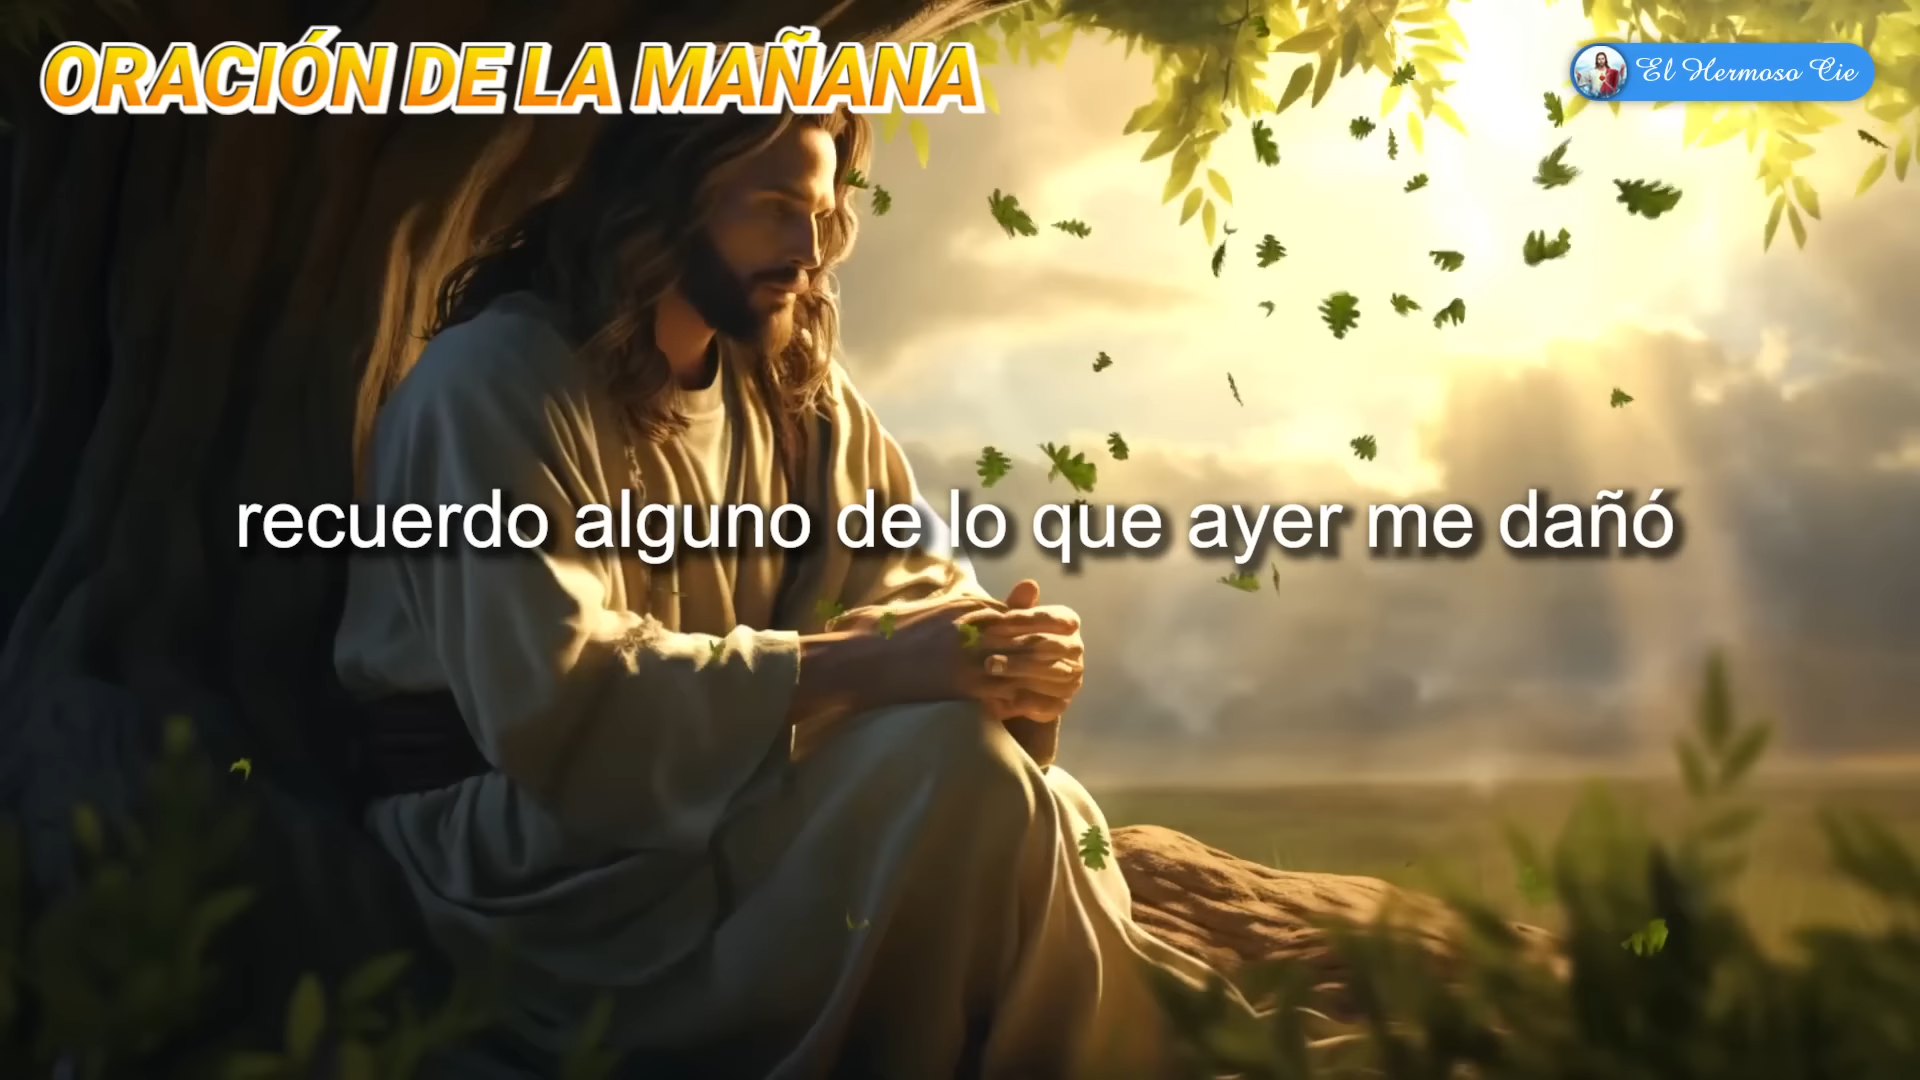 ORACIÓN DE LA MAÑANA
El Hermoso Cie
recuerdo alguno de lo que ayer me dañó